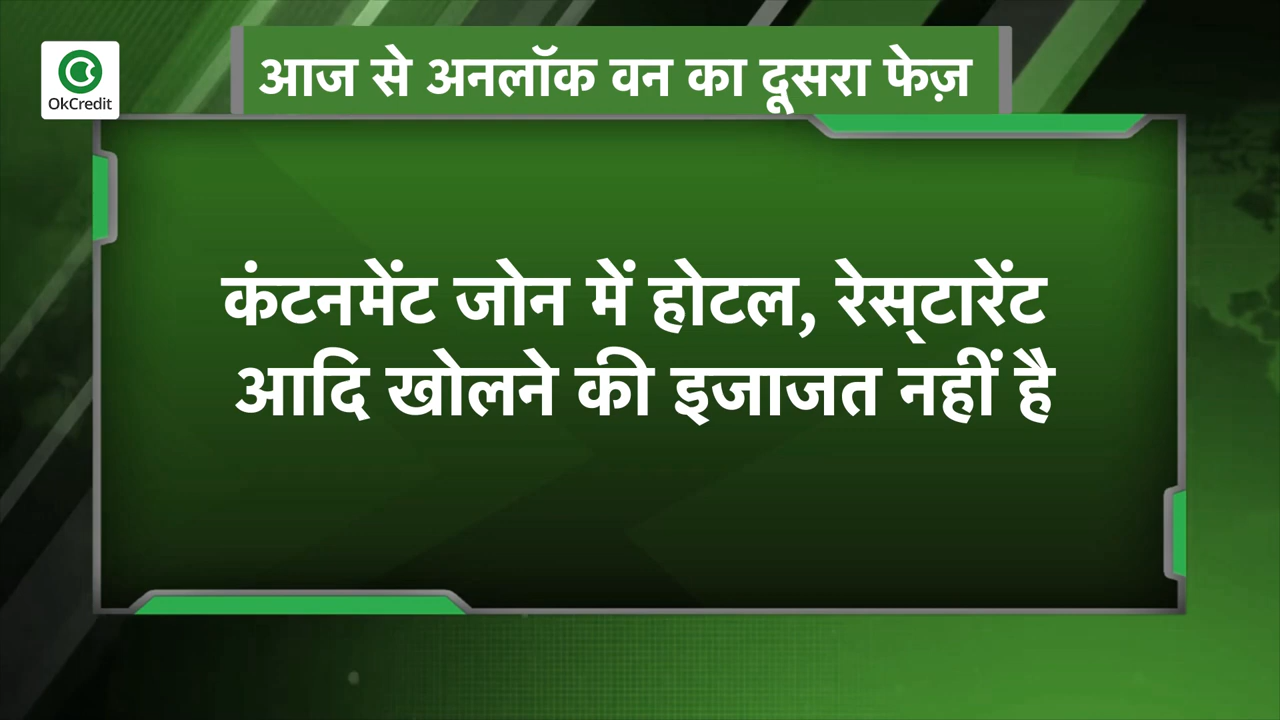 आज से अनलॉक वन का दूसरा फेज़
OkCredit
कंटनमेंट जोन में होटल, रेस्‌टारेंट
आदि खोलने की इजाजत नहीं है